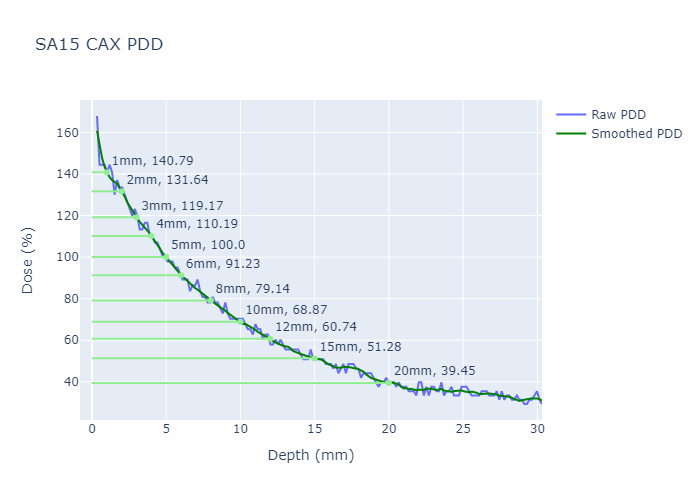 SA15 CAX PDD
Raw PDD
Smoothed PDD
Dose (%)
160
140
120
100
80
60
40
1mm, 140.79
2mm, 131.64
3mm, 119.17
4mm, 110.19
5mm, 100.0
6mm, 91.23
8mm, 79.14
10mm, 68.87
12mm, 60.74
15mm, 51.28
20mm, 39.45
0 5 10 15 20 25 30
Depth (mm)